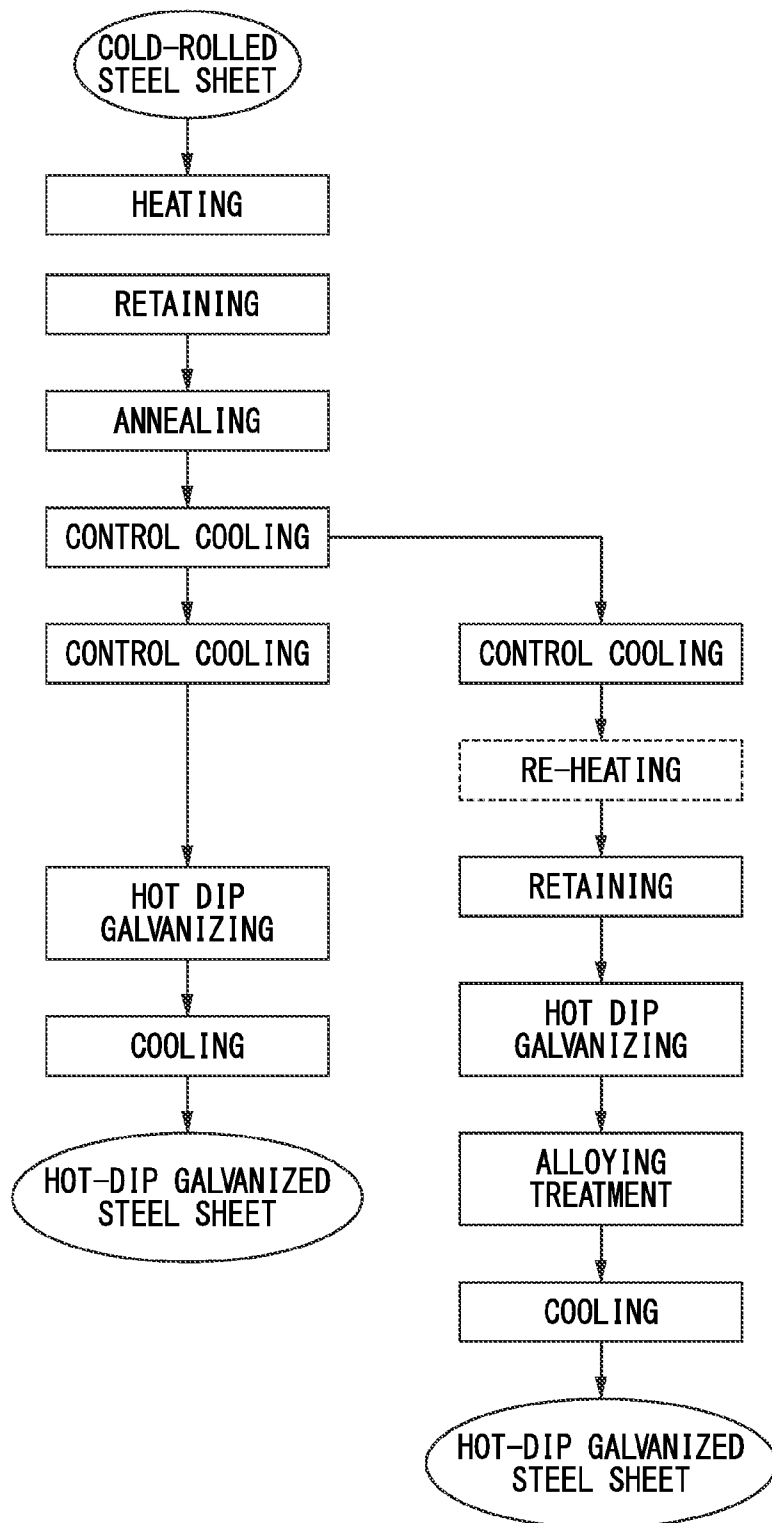 COLD-ROLLED
STEEL SHEET
HEATING
RETAINING
ANNEALING
CONTROL COOLING
CONTROL COOLING
HOT DIP
GALVANIZING
COOLING
HOT-DIP GALVANIZED
STEEL SHEET
CONTROL COOLING
RE-HEATING
RETAINING
HOT DIP
GALVANIZING
ALLOYING
TREATMENT
COOLING
HOT-DIP GALVANIZED
STEEL SHEET